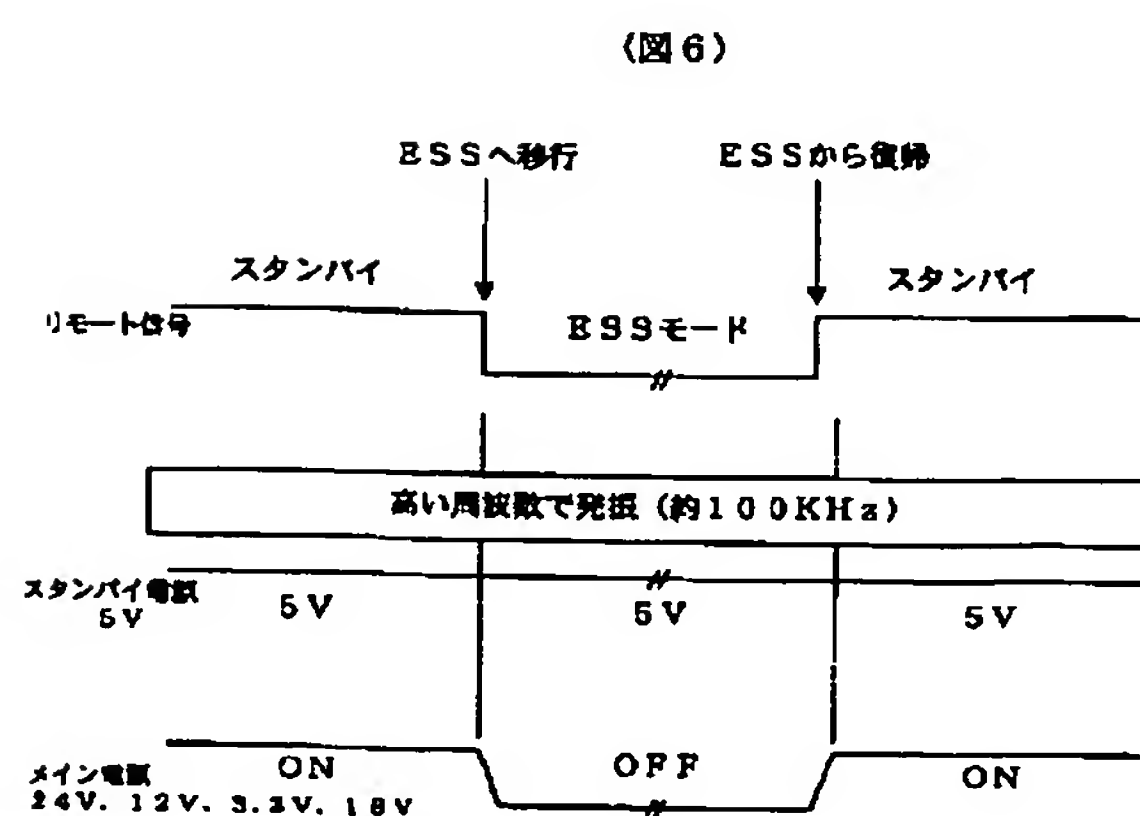 (図6)
ESSへ移行
ESSから復帰
スタンバイ
スタンバイ
リモート信号
ESSモード
高い周波数で発振(約100KHz)
スタンバイ電源
5V
5V
5V
5V
ON
OFF
ON
メイン電源
24V. 12V. 3.3V.